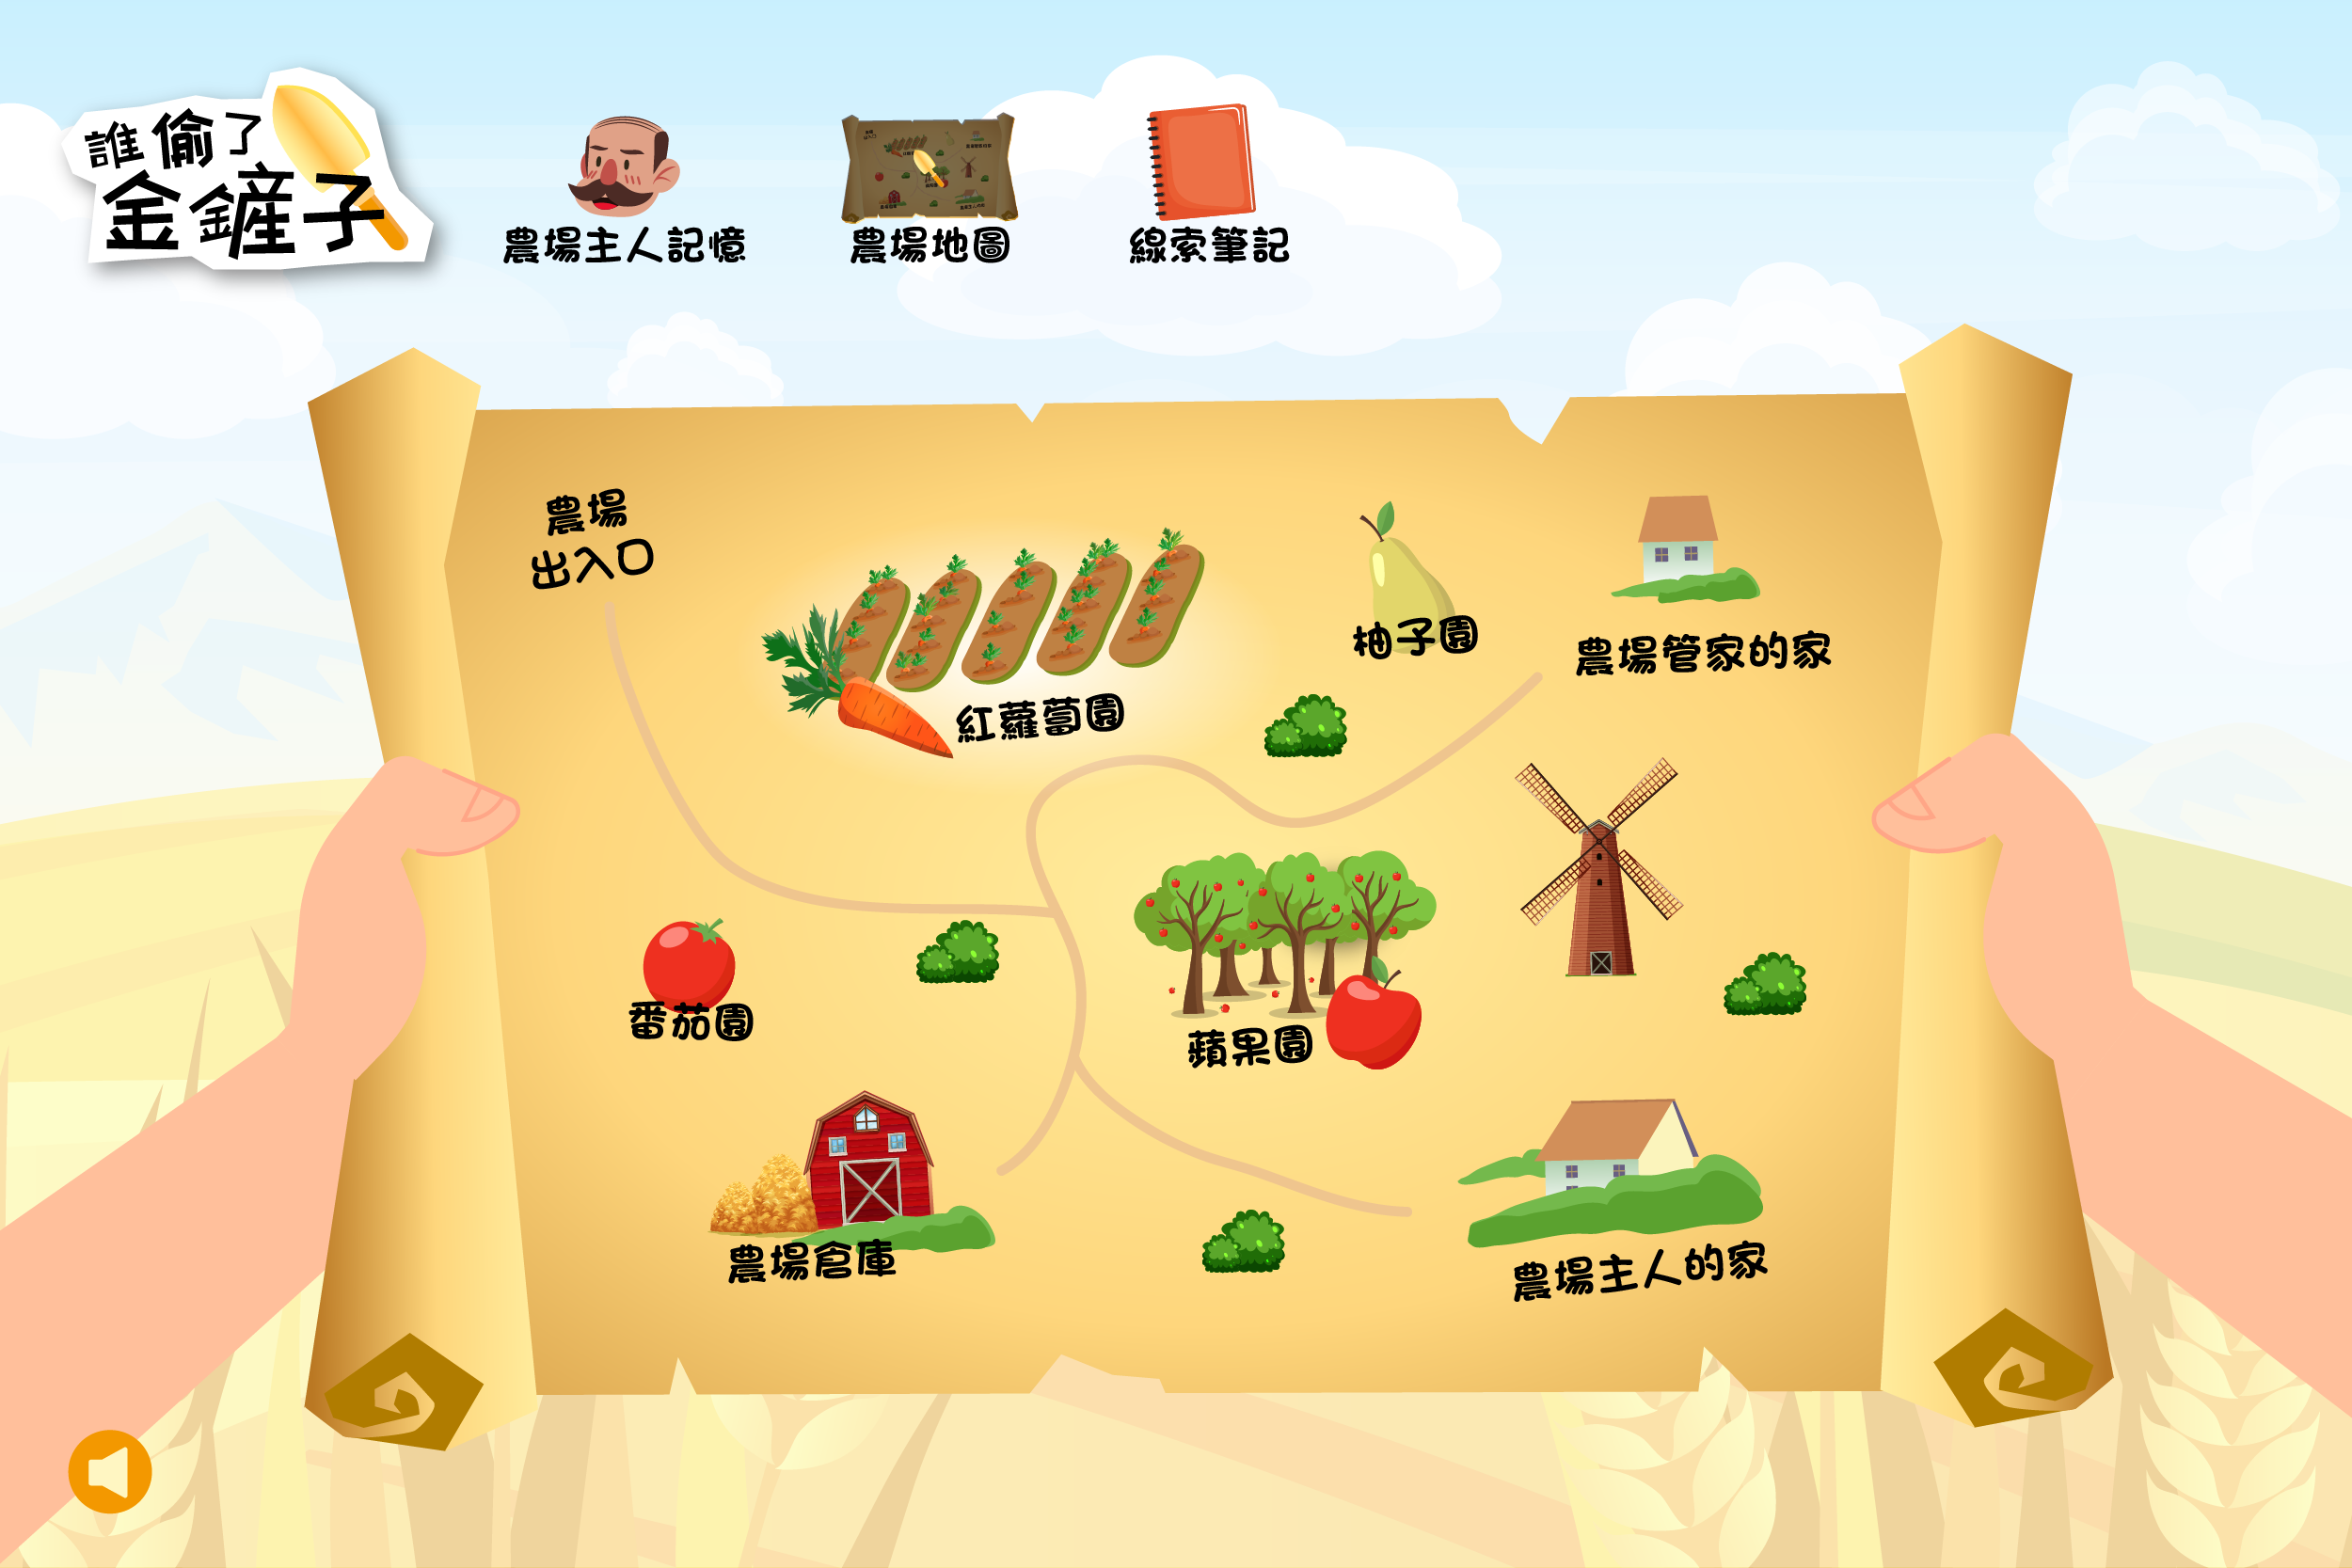 誰偷了
金鏟子
農場主人記憶
農場地圖
線索筆記
農場
出入口
紅蘿蔔園
柚子園
農場管家的家
番茄園
蘋果園
農場倉庫
農場主人的家